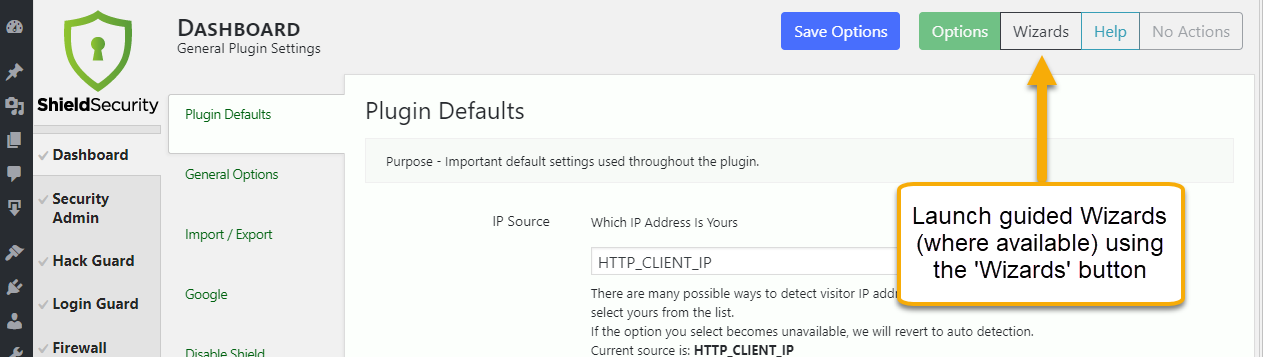 DASHBOARD
General Plugin Settings
Save Options
Options
Wizards
Help
No Actions
ShieldSecurity
Dashboard
Security
Admin
Hack Guard
Login Guard
Firewall
Plugin Defaults
General Options
Import / Export
Google
Disable Shield
Plugin Defaults
Purpose - Important default settings used throughout the plugin.
IP Source
Which IP Address Is Yours
HTTP_CLIENT_IP
There are many possible ways to detect visitor IP
select yours from the list.
If the option you select becomes unavailable, we will revert to auto detection.
Current source is: HTTP_CLIENT_IP
Launch guided Wizards
(where available) using
the 'Wizards' button